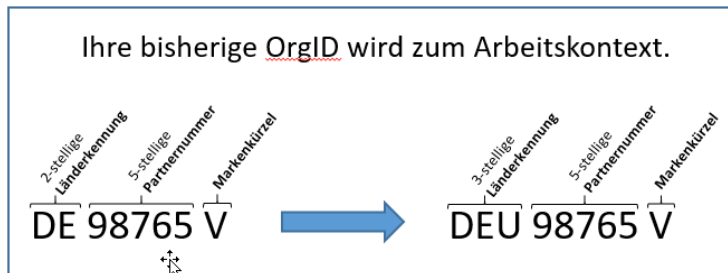 Ihre bisherige OrgID wird zum Arbeitskontext.
2-stellige
Länderkennung
5-stellige
Partnernummer
Markenkürzel
DE 98765 V
3-stellige
Länderkennung
5-stellige
Partnernummer
Markenkürzel
DEU 98765 V